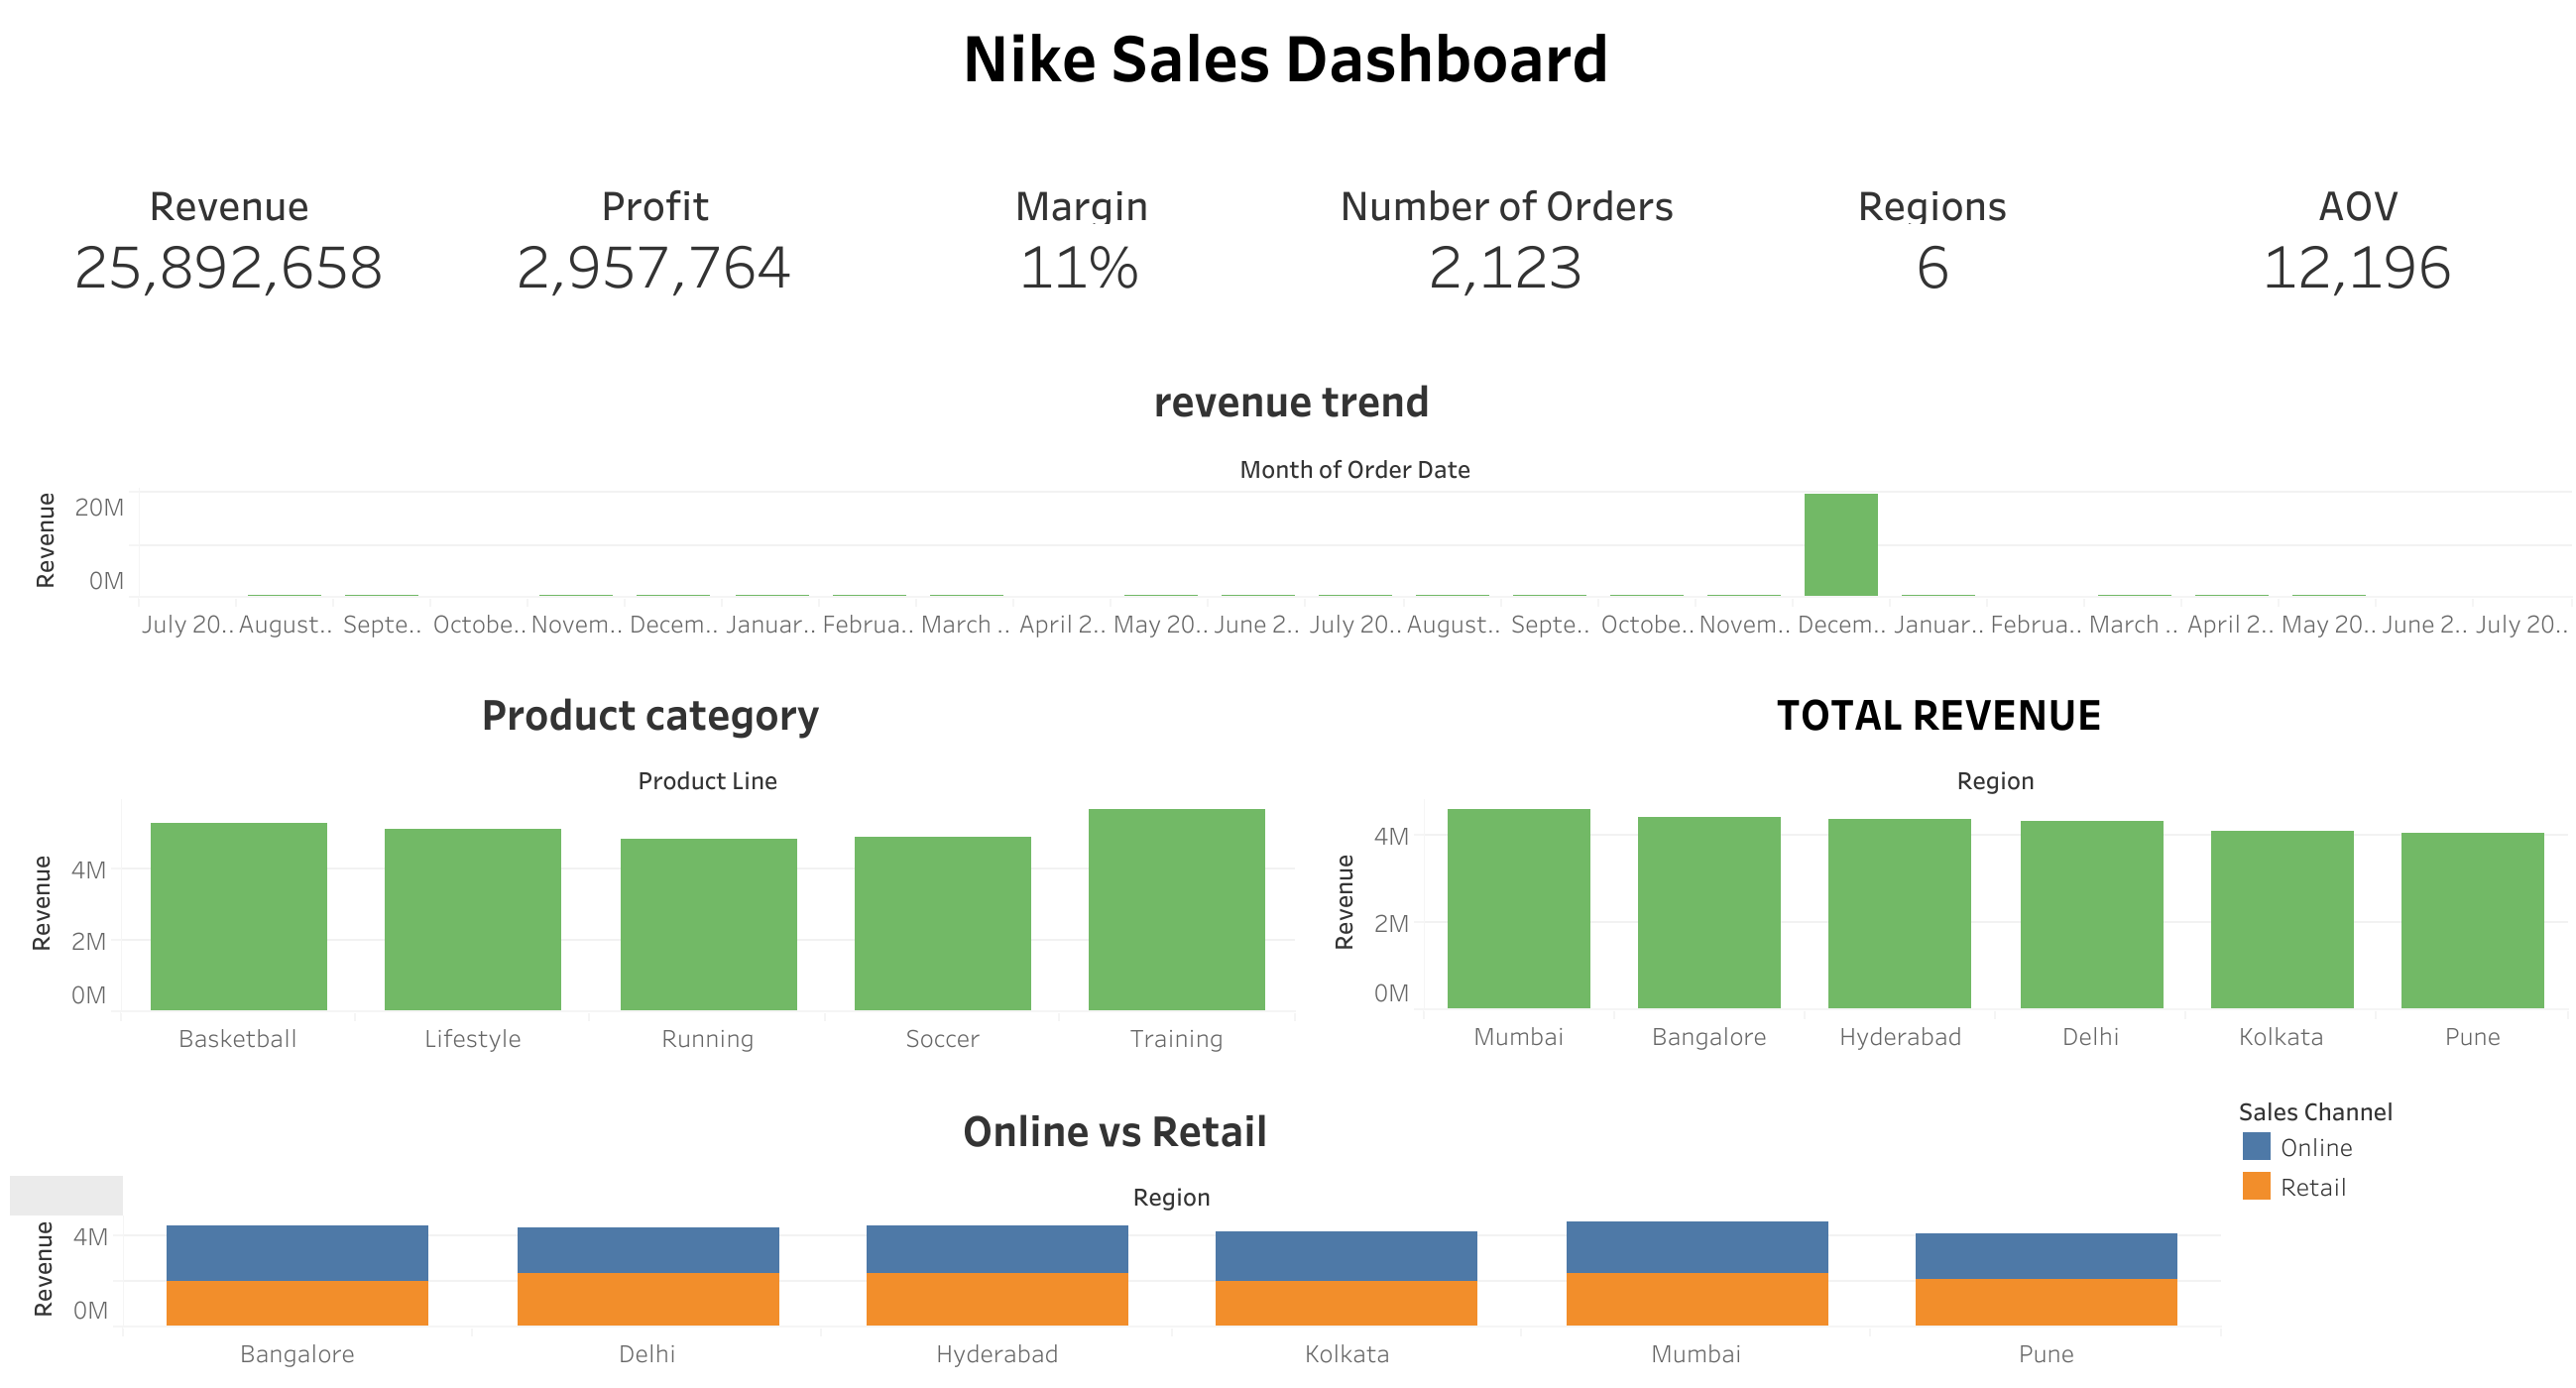 Nike Sales Dashboard
Revenue
25,892,658
Profit
2,957,764
Margin
11%
Number of Orders
2,123
Regions
6
AOV
12,196
revenue trend
Month of Order Date
Revenue
20M
0M
July 20.. August.. Septe.. Octobe.. Novem.. Decem.. Januar.. Februa.. March .. April 2.. May 20.. June 2.. July 20.. August.. Septe.. Octobe.. Novem.. Decem.. Januar.. Februa.. March .. April 2.. May 20.. June 2.. July 20..
Product category
Product Line
Revenue
4M
2M
0M
Basketball Lifestyle Running Soccer Training
TOTAL REVENUE
Region
Revenue
4M
2M
0M
Mumbai Bangalore Hyderabad Delhi Kolkata Pune
Online vs Retail
Region
Revenue
4M
0M
Bangalore Delhi Hyderabad Kolkata Mumbai Pune
Sales Channel
Online
Retail